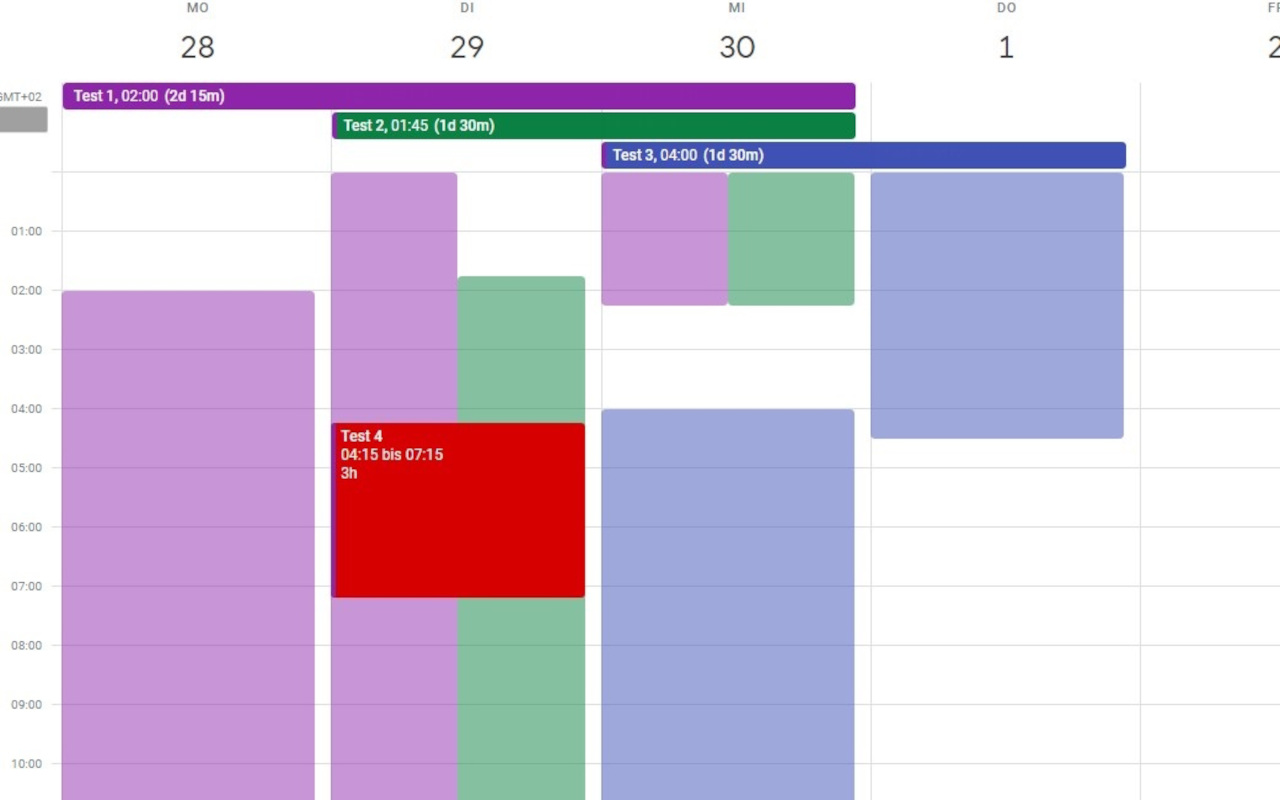 MO DI MI DO
28 29 30 1
GMT+02
Test 1, 02:00 (2d 15m)
Test 2, 01:45 (1d 30m)
Test 3, 04:00 (1d 30m)
01:00
02:00
03:00
04:00
Test 4
04:15 bis 07:15
3h
05:00
06:00
07:00
08:00
09:00
10:00